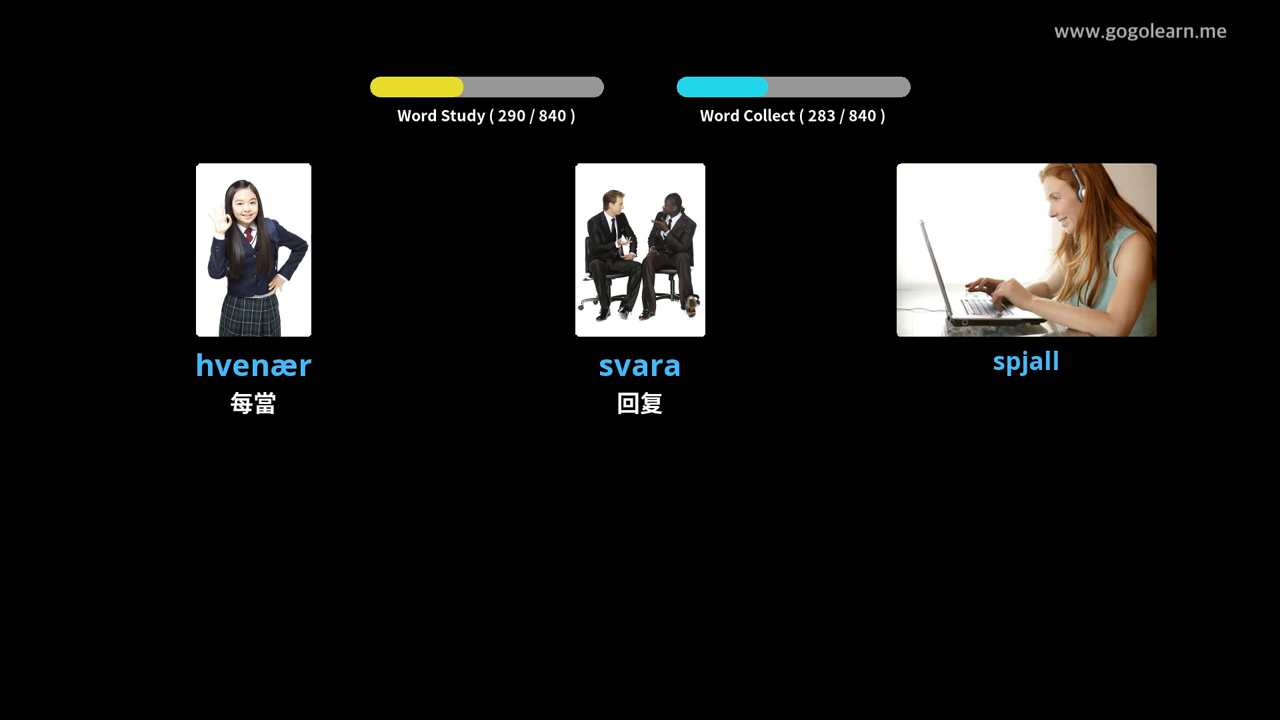 www.gogolearn.me
Word Study ( 290 / 840 )
Word Collect ( 283 / 840 )
hvenær
svara
spjall
每當
回复